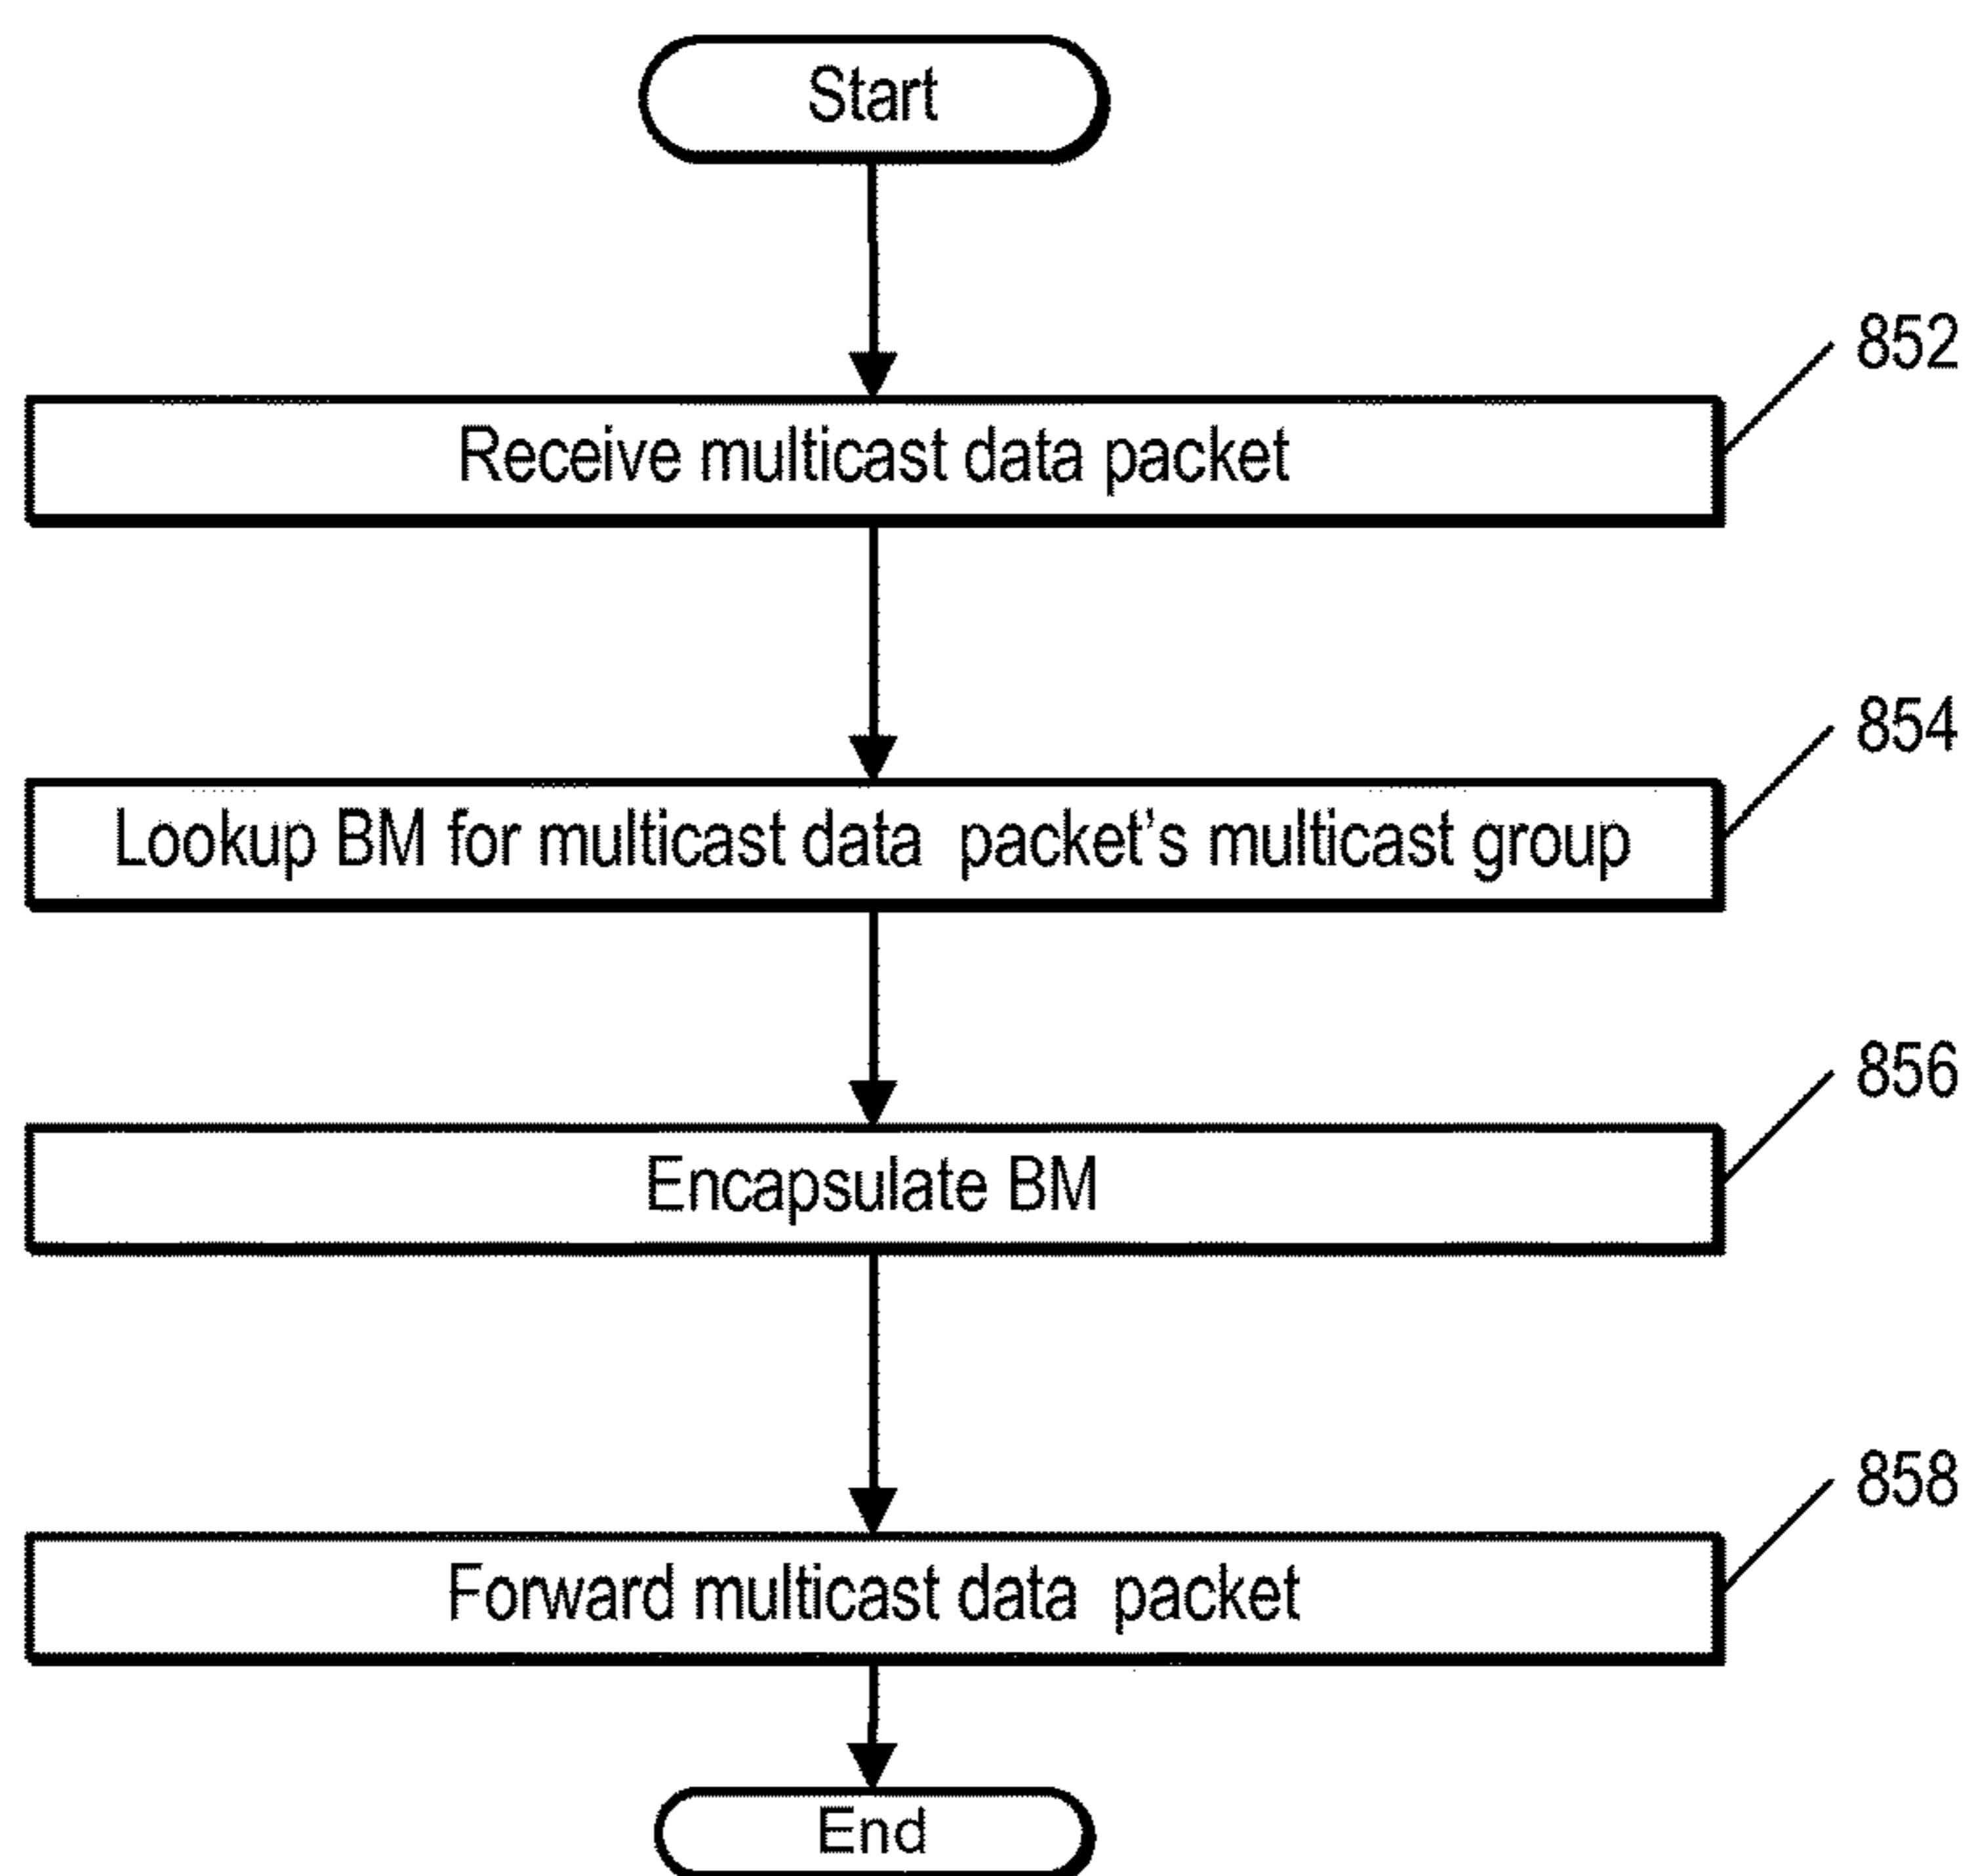 Start
852
Receive multicast data packet
854
Lookup BM for multicast data packet's multicast group
856
Encapsulate BM
858
Forward multicast data packet
End